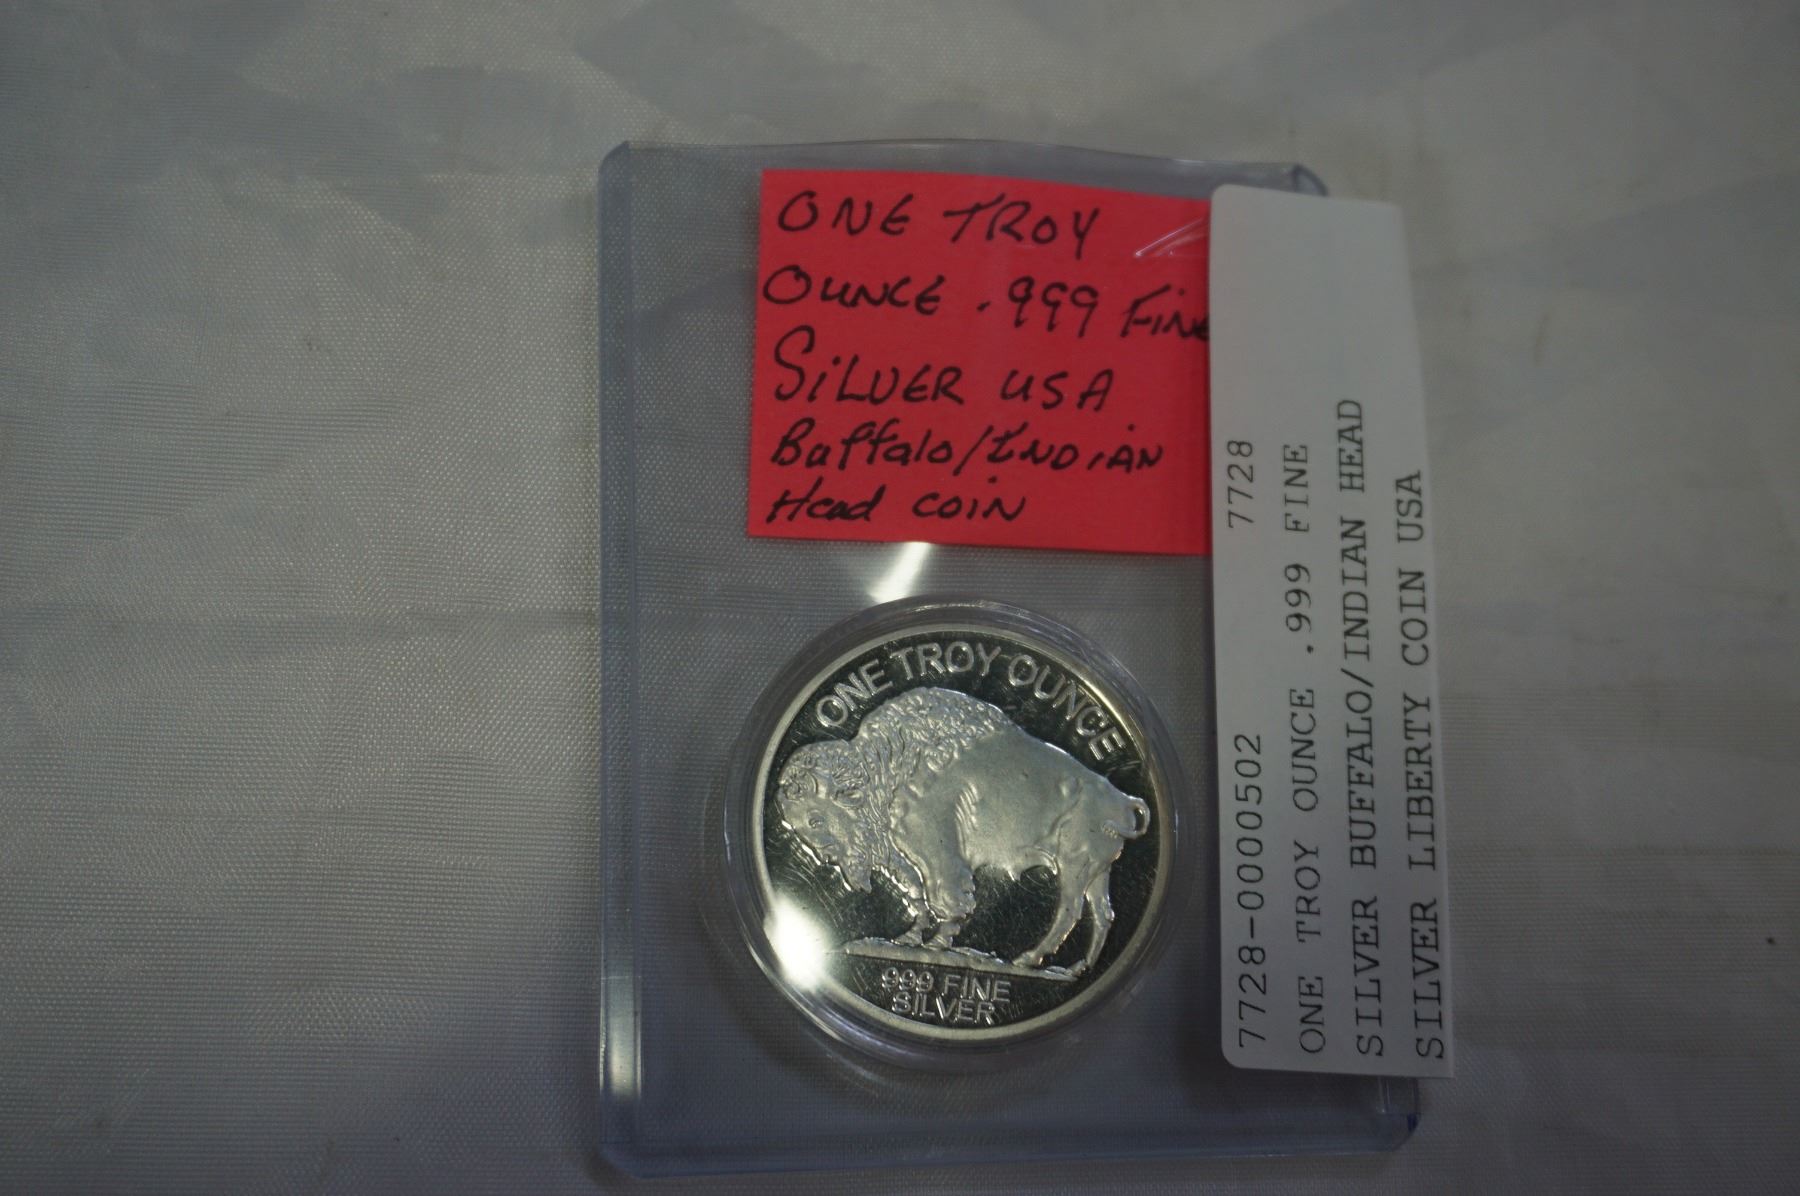 ONE TROY
OUNCE .999 Fine
SiLVER USA
Buffalo/INDiAN
Head COiN
ONE TROY OUNCE
999 FINE
SILVER
7728-0000502 7728
ONE TROY OUNCE .999 FINE
SILVER BUFFALO/INDIAN HEAD
SILVER LIBERTY COIN USA